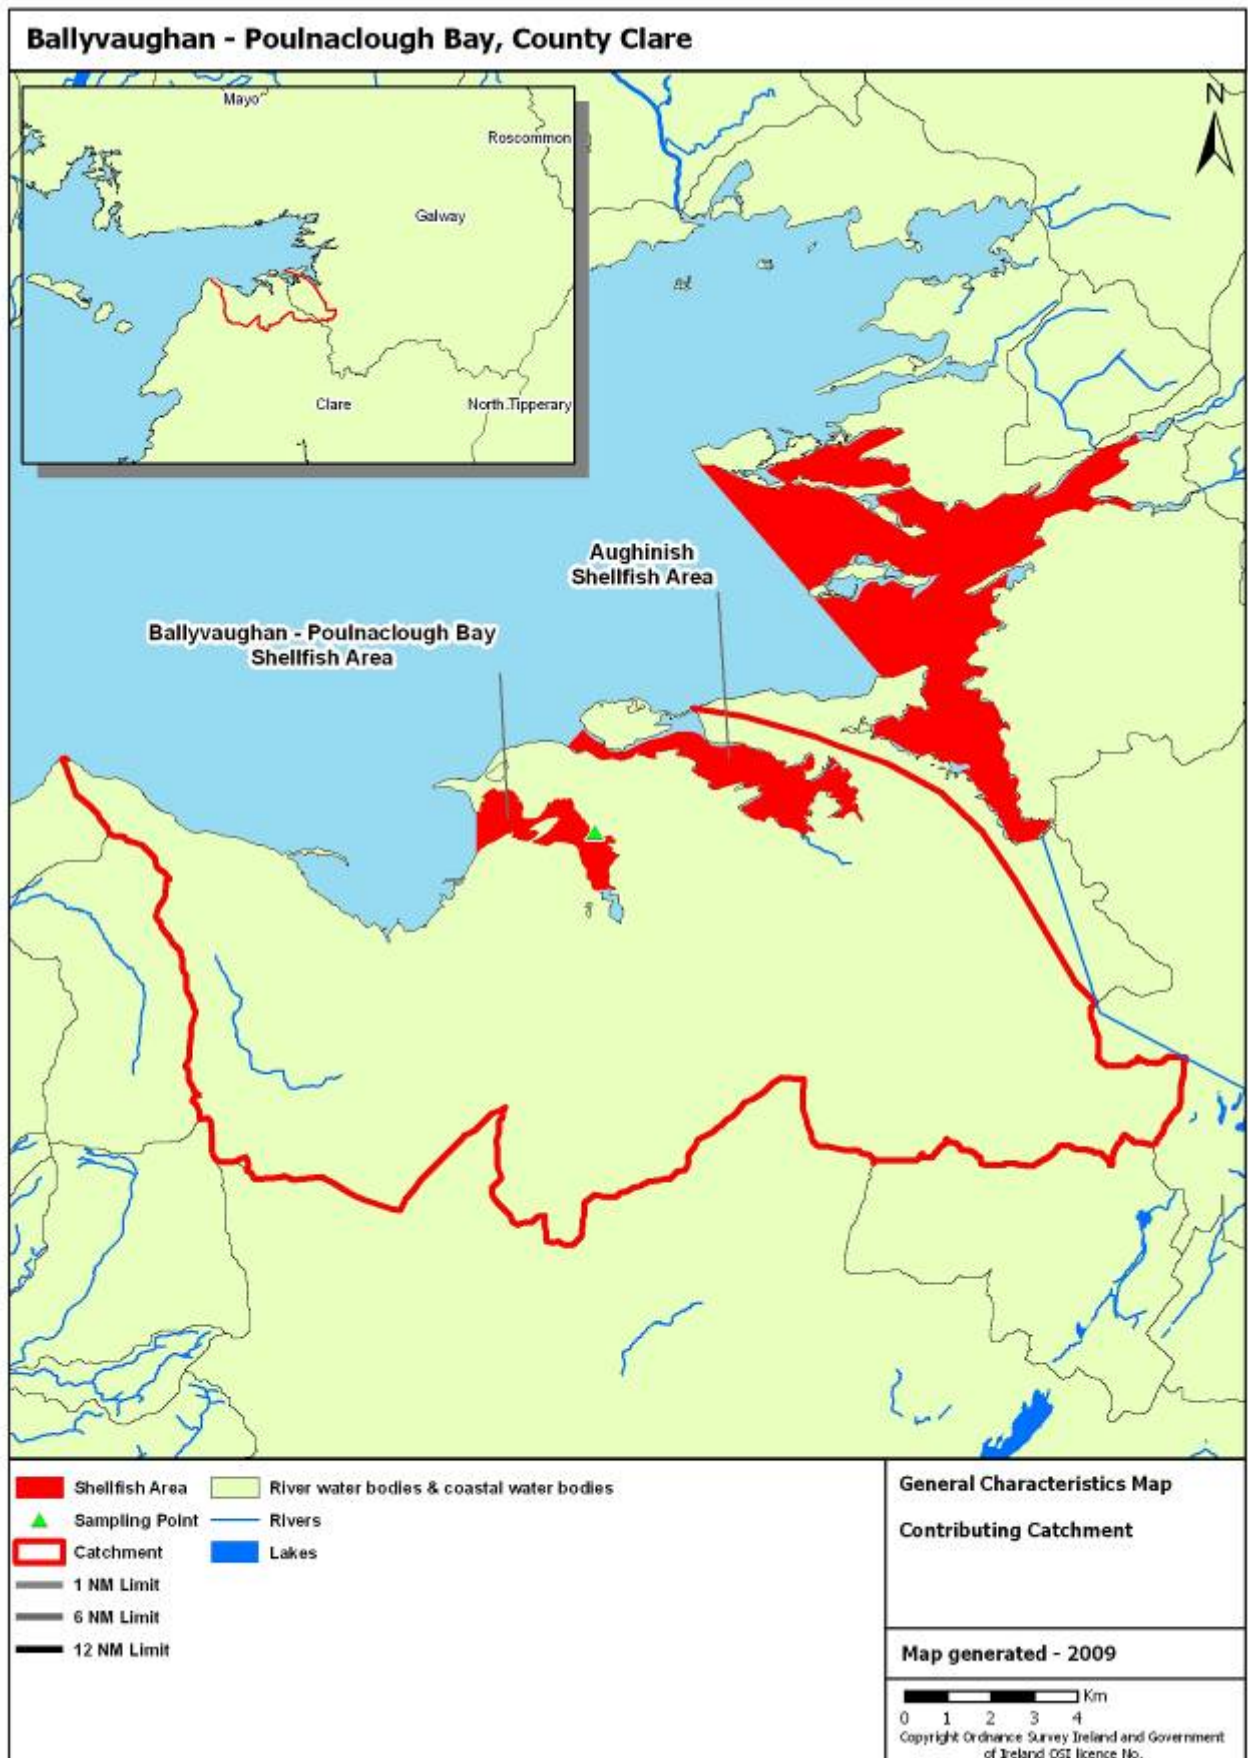 Ballyvaughan - Poulnaclough Bay, County Clare
Mayo
Roscommon
Galway
Clare
North Tipperary
N
Aughinish
Shellfish Area
Ballyvaughan - Poulnaclough Bay
Shellfish Area
Shellfish Area
River water bodies & coastal water bodies
Sampling Point
Rivers
Catchment
Lakes
1 NM Limit
6 NM Limit
12 NM Limit
General Characteristics Map
Contributing Catchment
Map generated - 2009
Km
0 1 2 3 4
Copyright Ordnance Survey Ireland and Government
of Ireland OSI licence No.